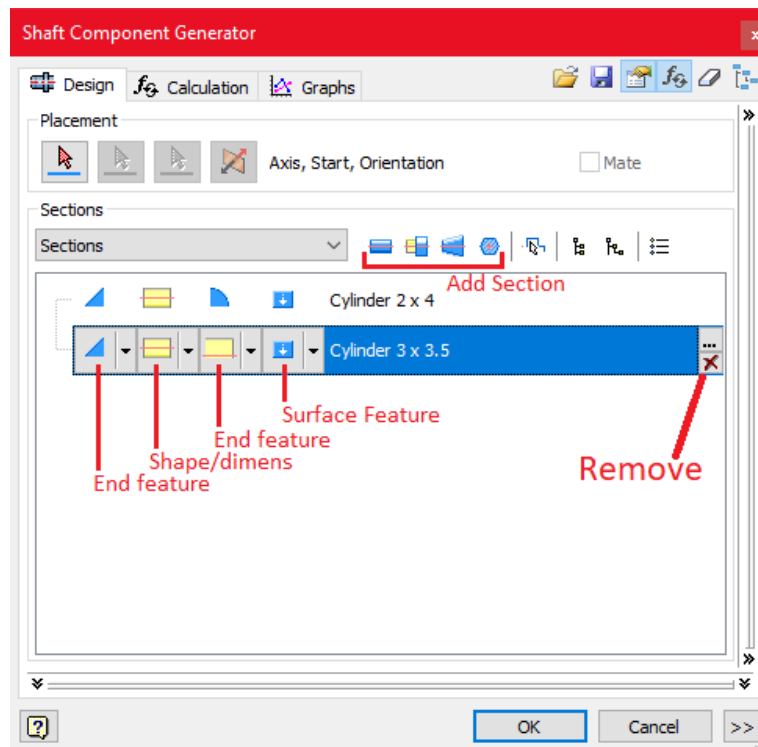 Shaft Component Generator
x
Design fG Calculation Graphs
Placement
Axis, Start, Orientation Mate
Sections
Sections
Add Section
Cylinder 2 x 4
Cylinder 3 x 3.5 ...
Surface Feature
End feature
Shape/dimens
End feature
Remove
? OK Cancel >>